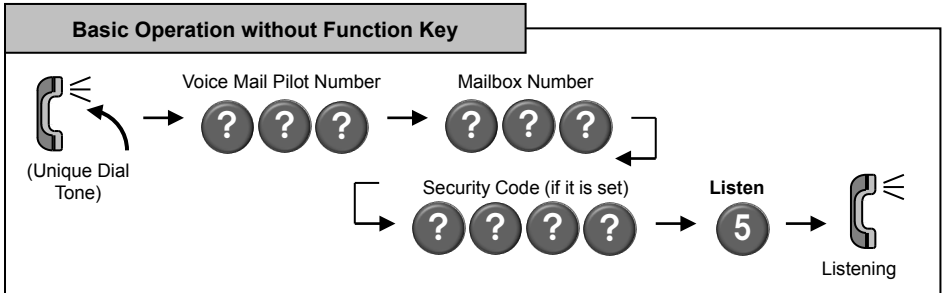 Basic Operation without Function Key
Voice Mail Pilot Number
Mailbox Number
? ? ? ? ? ?
(Unique Dial
Tone)
Security Code (if it is set)
Listen
? ? ? ? 5
Listening